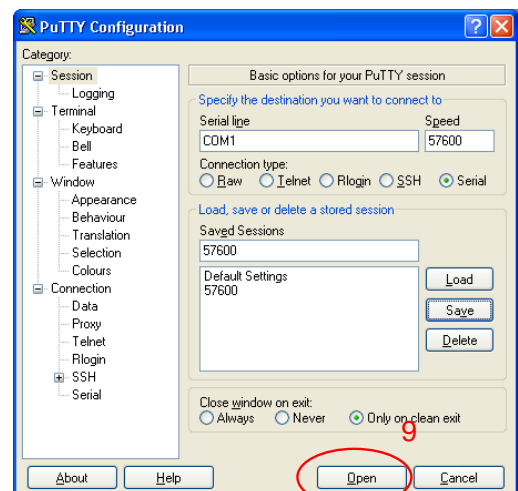 PuTTY Configuration
Category:
Session
Logging
Terminal
Keyboard
Bell
Features
Window
Appearance
Behaviour
Translation
Selection
Colours
Connection
Data
Proxy
Telnet
Rlogin
SSH
Serial
Basic options for your PuTTY session
Specify the destination you want to connect to
Serial line Speed
COM1 57600
Connection type:
Raw Telnet Rlogin SSH Serial
Load, save or delete a stored session
Saved Sessions
57600
Default Settings
57600
Load
Save
Delete
Close window on exit:
Always Never Only on clean exit
9
About Help Open Cancel